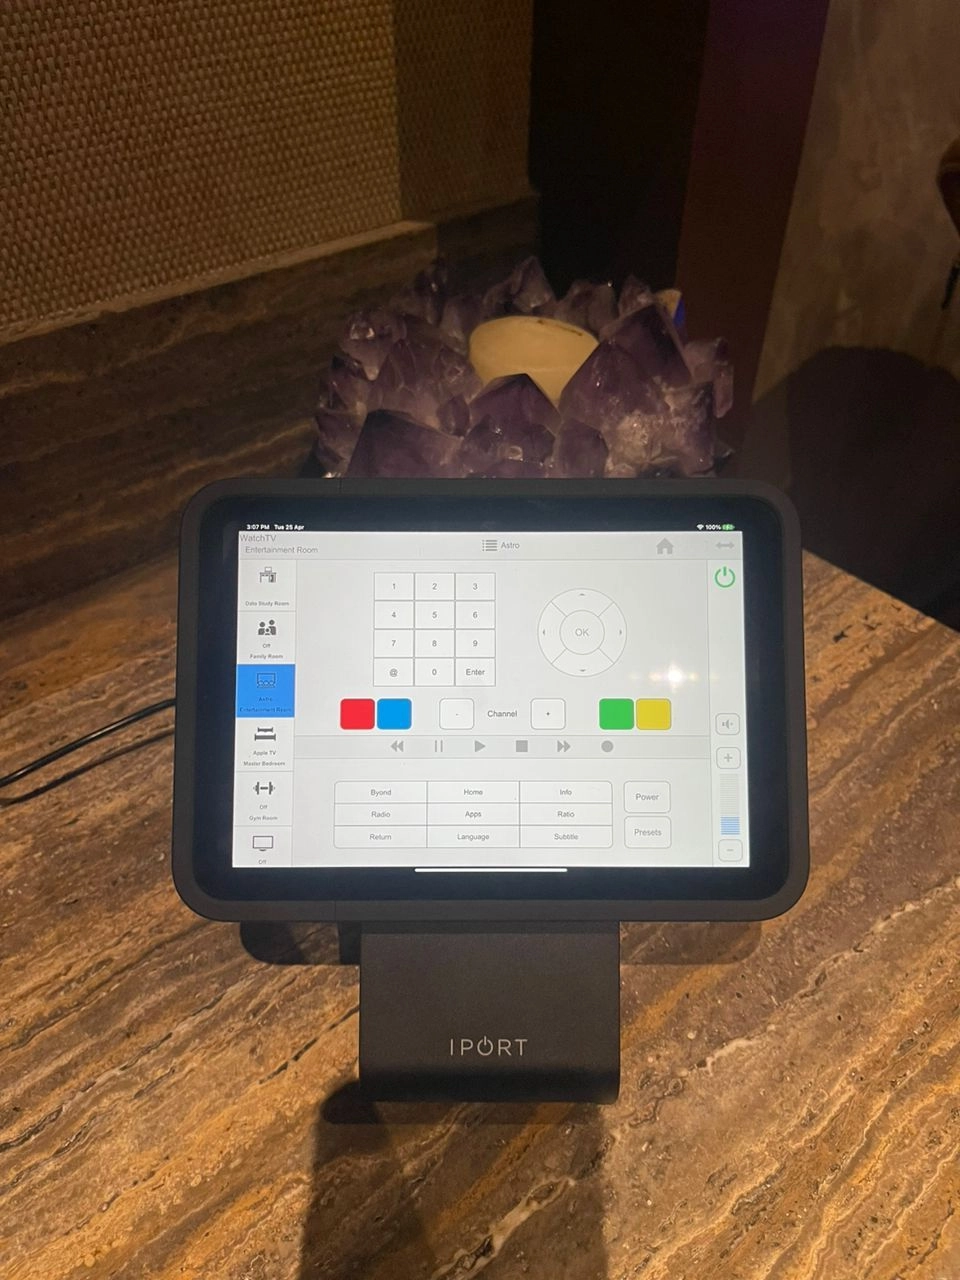 3:07 PM Tue 25 Apr
100%
WatchTV
Entertainment Room
Astro
Dato Study Room
Off
Family Room
Astro
Entertainment Room
Apple TV
Master Bedroom
Off
Gym Room
Off
1 2 3
4 5 6
7 8 9
@ 0 Enter
OK
- Channel +
Byond Home Info
Radio Apps Ratio
Return Language Subtitle
Power
Presets
+
-
IPORT